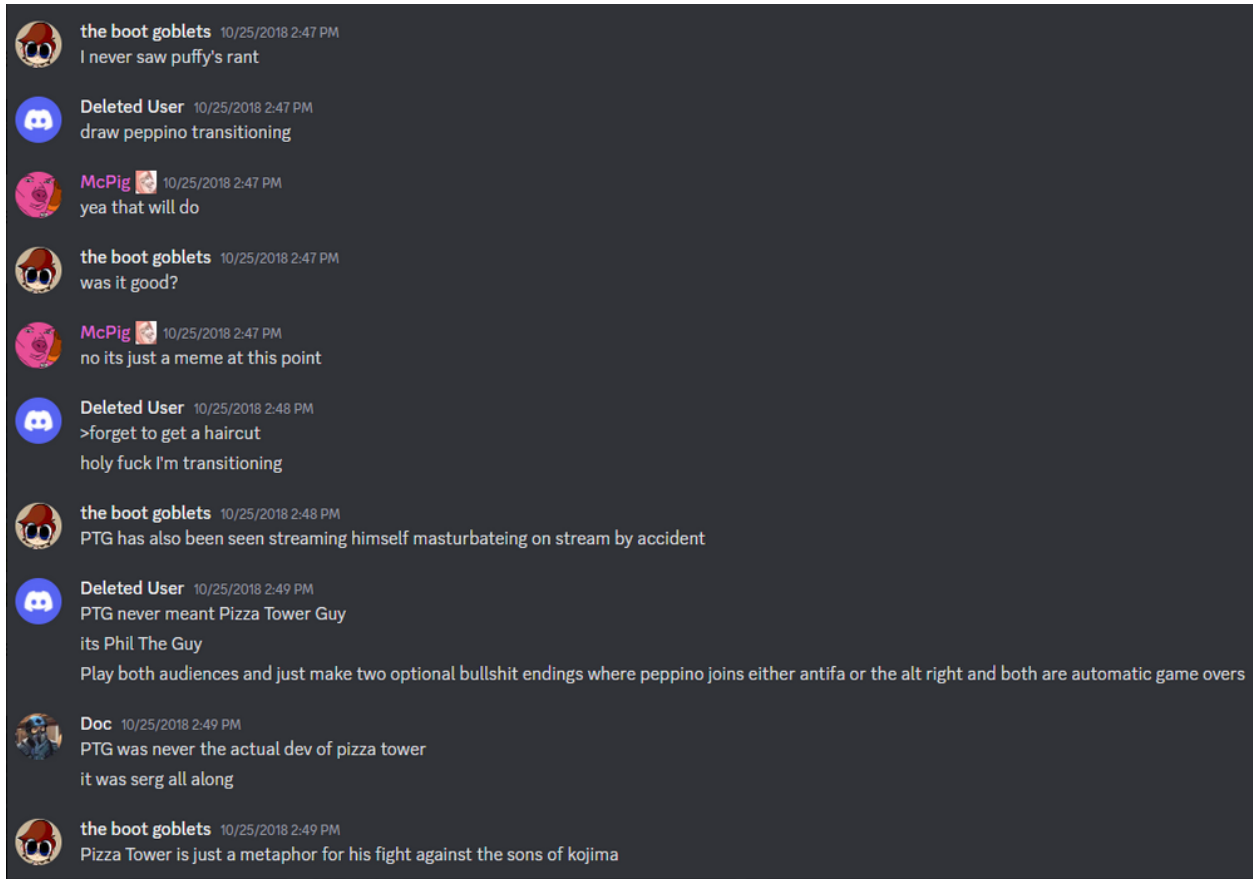 the boot goblets 10/25/2018 2:47 PM
I never saw puffy's rant
Deleted User 10/25/2018 2:47 PM
draw peppino transitioning
McPig 10/25/2018 2:47 PM
yea that will do
the boot goblets 10/25/2018 2:47 PM
was it good?
McPig 10/25/2018 2:47 PM
no its just a meme at this point
Deleted User 10/25/2018 2:48 PM
>forget to get a haircut
holy fuck I'm transitioning
the boot goblets 10/25/2018 2:48 PM
PTG has also been seen streaming himself masturbateing on stream by accident
Deleted User 10/25/2018 2:49 PM
PTG never meant Pizza Tower Guy
its Phil The Guy
Play both audiences and just make two optional bullshit endings where peppino joins either antifa or the alt right and both are automatic game overs
Doc 10/25/2018 2:49 PM
PTG was never the actual dev of pizza tower
it was serg all along
the boot goblets 10/25/2018 2:49 PM
Pizza Tower is just a metaphor for his fight against the sons of kojima